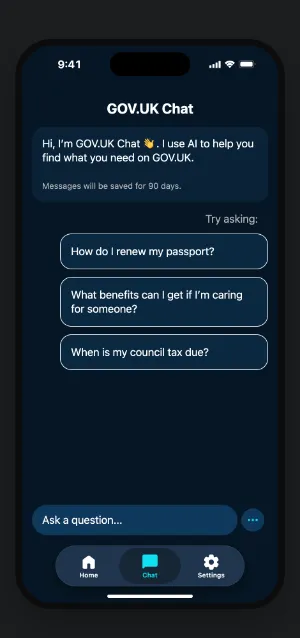 9:41
GOV.UK Chat
Hi, I'm GOV.UK Chat 👋. I use AI to help you
find what you need on GOV.UK.
Messages will be saved for 90 days.
Try asking:
How do I renew my passport?
What benefits can I get if I'm caring
for someone?
When is my council tax due?
Ask a question...
Home
Chat
Settings